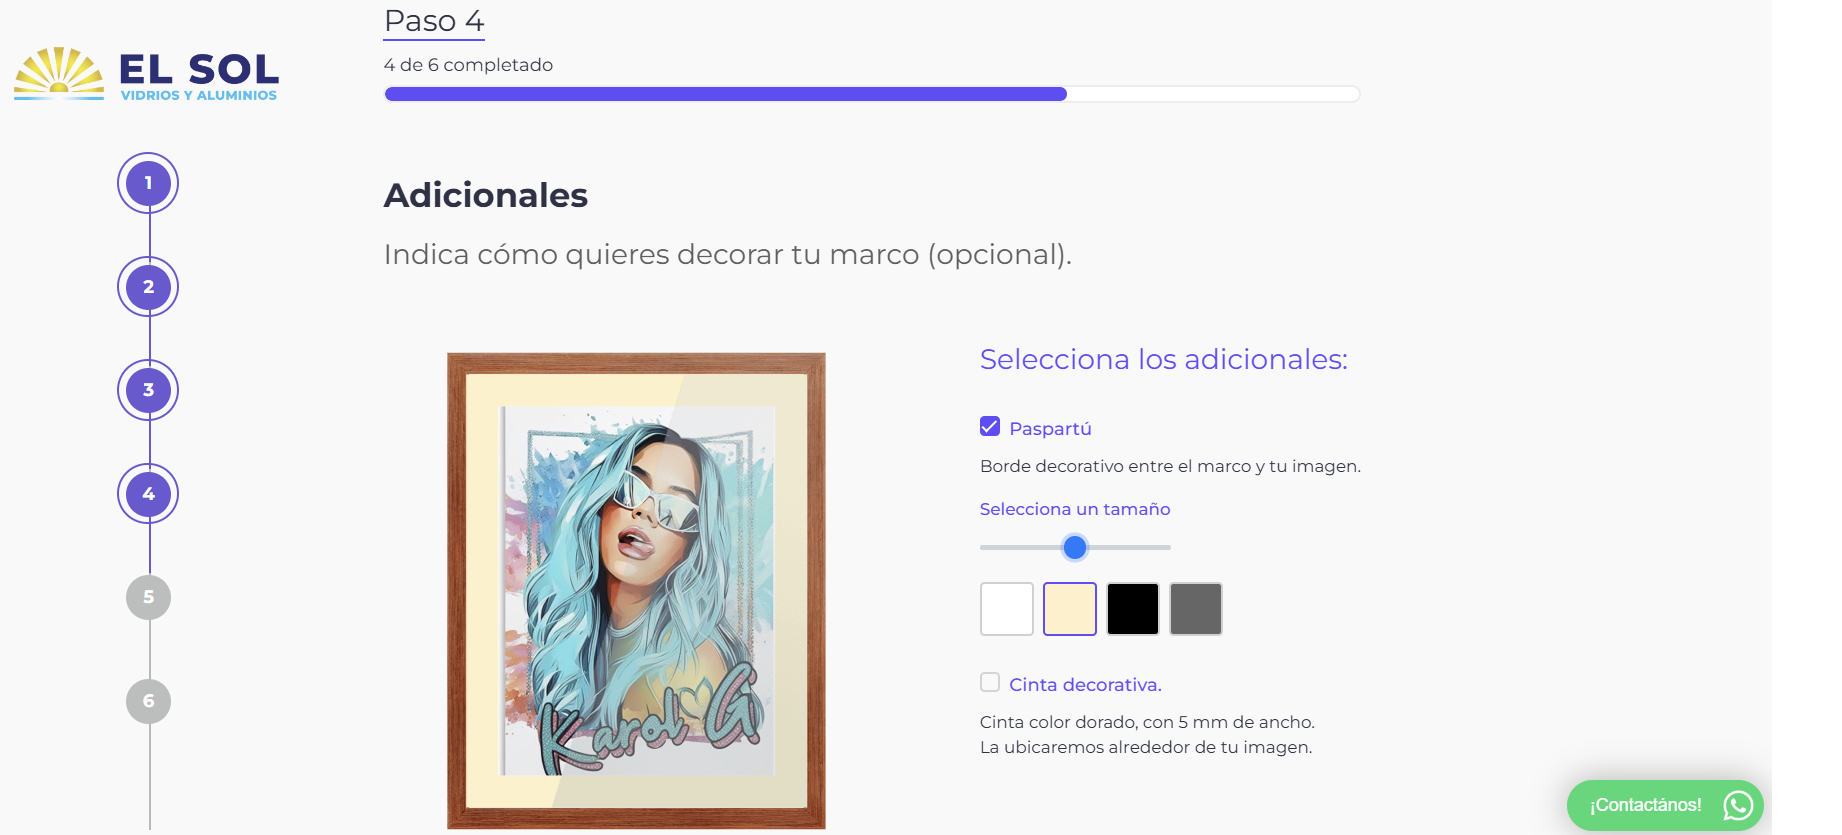 Paso 4
4 de 6 completado
EL SOL
VIDRIOS Y ALUMINIOS
1
2
3
4
5
6
Adicionales
Indica cómo quieres decorar tu marco (opcional).
Karol G
Selecciona los adicionales:
Paspartú
Borde decorativo entre el marco y tu imagen.
Selecciona un tamaño
Cinta decorativa.
Cinta color dorado, con 5 mm de ancho.
La ubicaremos alrededor de tu imagen.
¡Contactános!